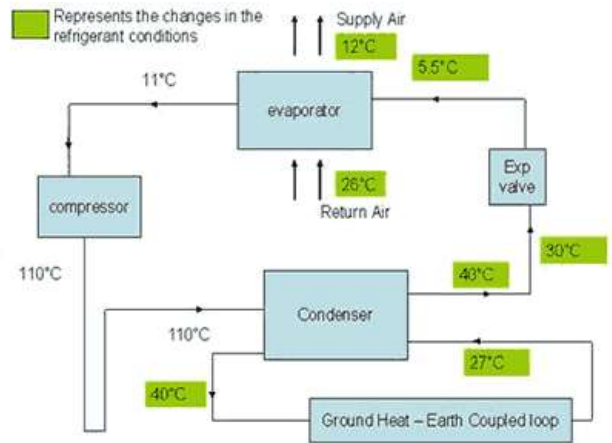 Represents the changes in the
refrigerant conditions
Supply Air
12°C
5.5°C
11°C
evaporator
Exp
valve
compressor
26°C
Return Air
30°C
110°C
40°C
Condenser
110°C
27°C
40°C
Ground Heat – Earth Coupled loop